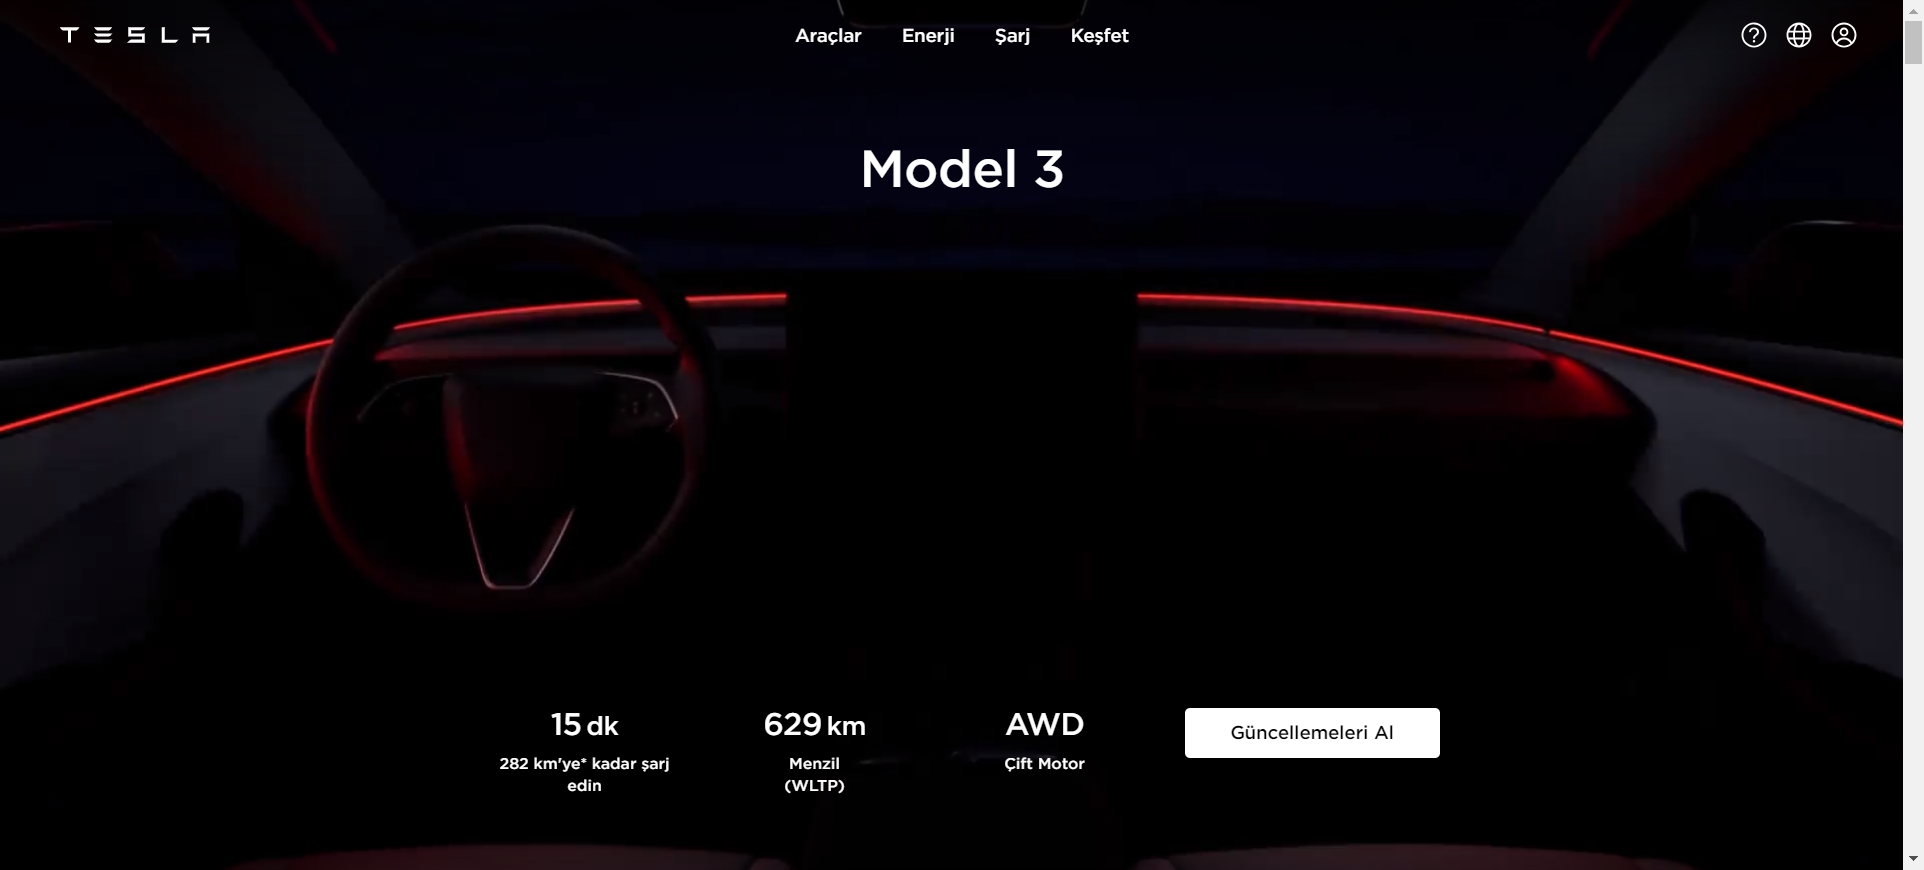 TESLA
Araçlar Enerji Şarj Keşfet
Model 3
15 dk
282 km'ye* kadar şarj
edin
629 km
Menzil
(WLTP)
AWD
Çift Motor
Güncellemeleri Al